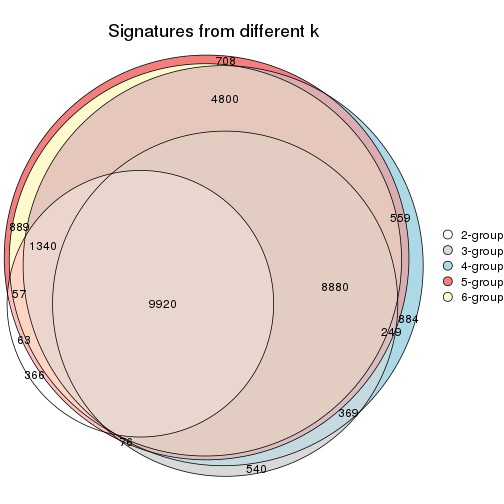 Signatures from different k
708
4800
559
889
1340
2-group
3-group
4-group
5-group
6-group
57
8880
9920
884
249
63
366
369
76
540